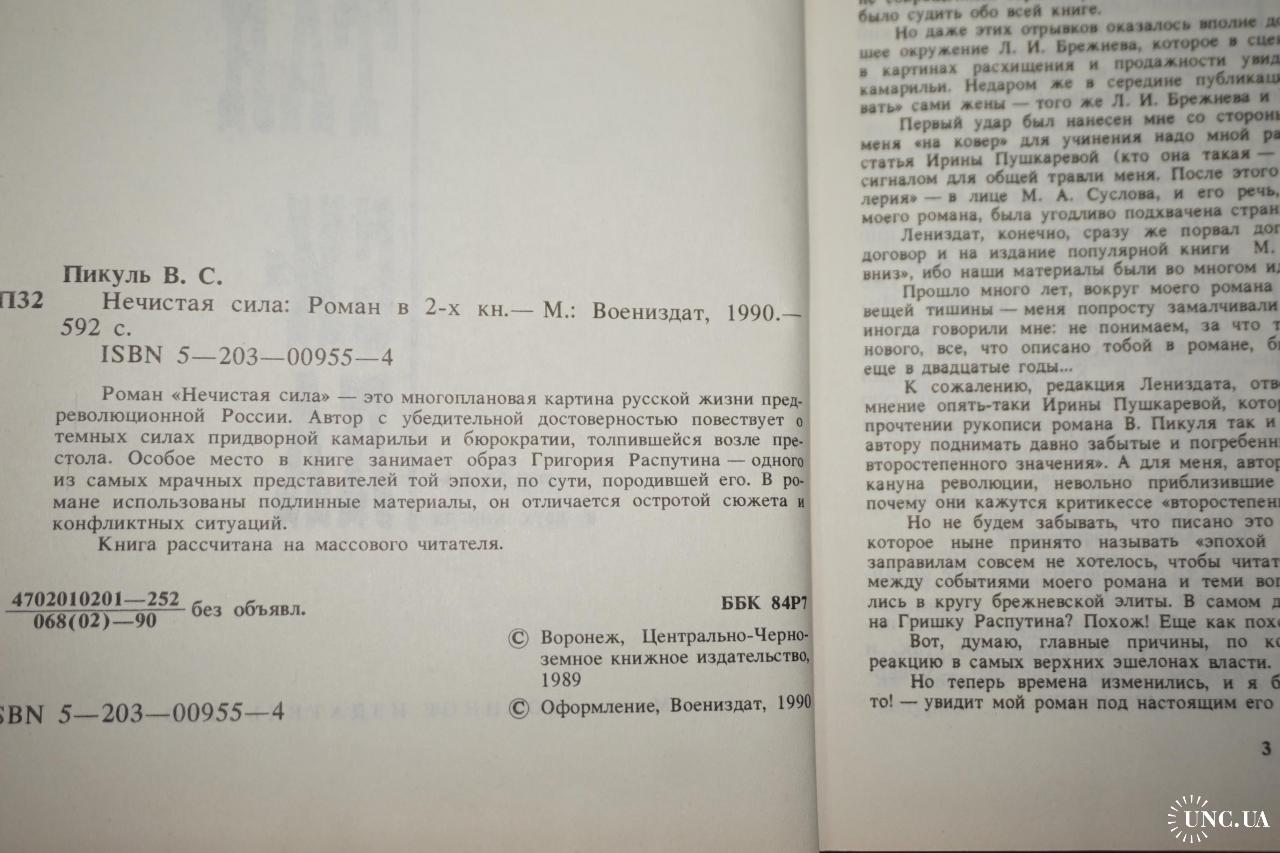 Пикуль В. С.
П32
Нечистая сила: Роман в 2-х кн.— М.: Воениздат, 1990.—
592 с.
ISBN 5—203—00955—4
Роман «Нечистая сила» — это многоплановая картина русской жизни пред-
революционной России. Автор с убедительной достоверностью повествует о
темных силах придворной камарильи и бюрократии, толпившейся возле пре-
стола. Особое место в книге занимает образ Григория Распутина — одного
из самых мрачных представителей той эпохи, по сути, породившей его. В ро-
мане использованы подлинные материалы, он отличается остротой сюжета и
конфликтных ситуаций.
Книга рассчитана на массового читателя.
4702010201—252
068(02)—90
без объявл.
ББК 84Р7
© Воронеж, Центрально-Черно-
земное книжное издательство,
1989
SBN 5—203—00955—4
© Оформление, Воениздат, 1990
было судить обо всей книге.
Но даже этих отрывков оказалось вполне до
шее окружение Л. И. Брежнева, которое в сце
в картинах расхищения и продажности увид
камарильи. Недаром же в середине публикац
вать» сами жены — того же Л. И. Брежнева и
Первый удар был нанесен мне со стороны
меня «на ковер» для учинения надо мной ра
статья Ирины Пушкаревой (кто она такая —
сигналом для общей травли меня. После этого
лерия» — в лице М. А. Суслова, и его речь,
моего романа, была угодливо подхвачена стран
Лениздат, конечно, сразу же порвал дог
договор и на издание популярной книги М.
вниз», ибо наши материалы были во многом ид
Прошло много лет, вокруг моего романа
вещей тишины — меня попросту замалчивали
иногда говорили мне: не понимаем, за что т
нового, все, что описано тобой в романе, б
еще в двадцатые годы...
К сожалению, редакция Лениздата, отв
мнение опять-таки Ирины Пушкаревой, котор
прочтении рукописи романа В. Пикуля так и
автору поднимать давно забытые и погребенн
второстепенного значения». А для меня, автор
кануна революции, невольно приблизившие
почему они кажутся критикессе «второстепен
Но не будем забывать, что писано это
которое ныне принято называть «эпохой
заправилам совсем не хотелось, чтобы читат
между событиями моего романа и теми воп
лись в кругу брежневской элиты. В самом д
на Гришку Распутина? Похож! Еще как похо
Вот, думаю, главные причины, по ко
реакцию в самых верхних эшелонах власти.
Но теперь времена изменились, и я б
то! — увидит мой роман под настоящим его
3
UNC.UA